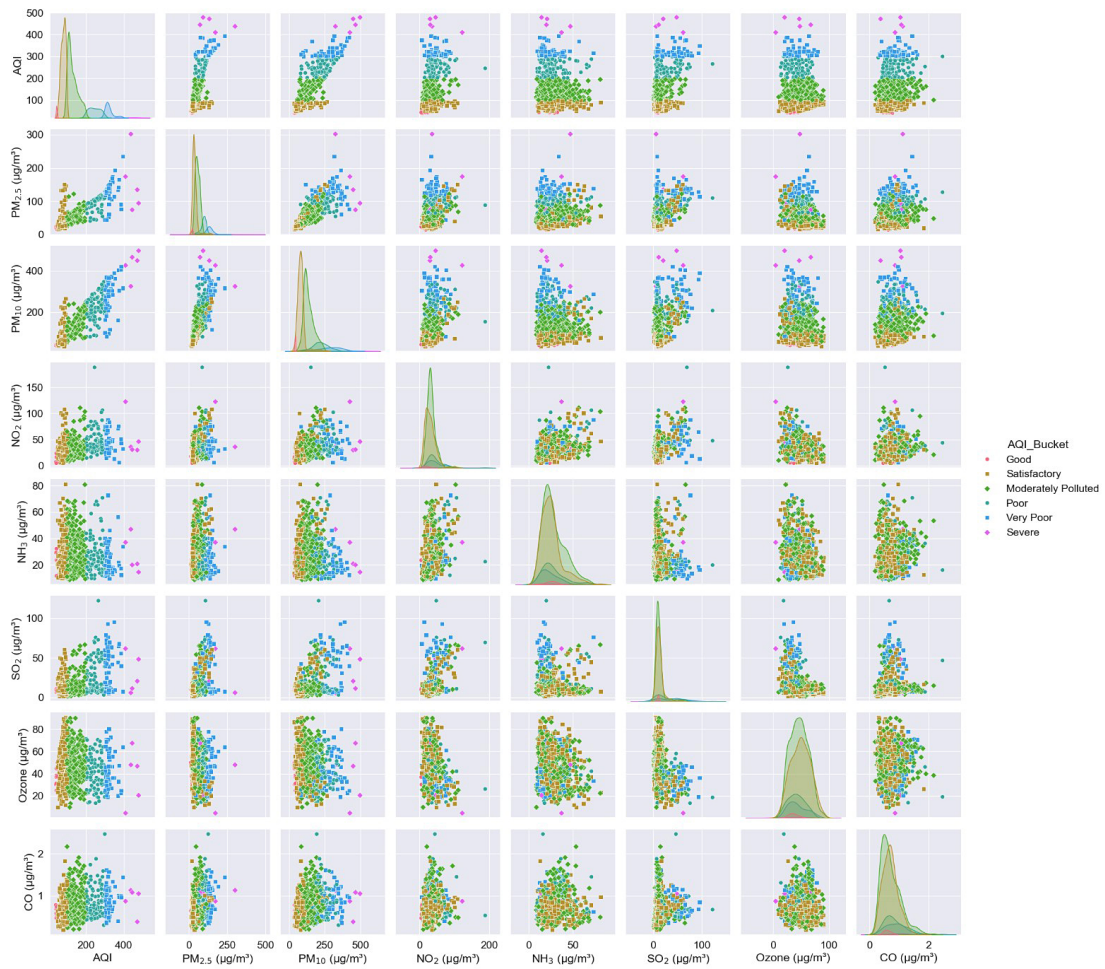 500
400
300
200
100
AQI
300
200
100
0
PM2.5 (μg/m³)
400
200
PM10 (μg/m³)
150
100
50
0
NO2 (μg/m³)
80
60
40
20
NH3 (μg/m³)
100
50
0
SO2 (μg/m³)
80
60
40
20
Ozone (μg/m³)
2
1
CO (μg/m³)
200 400
0 250 500
0 250 500
0 200
0 50
0 100
0 100
0 2
AQI
PM2.5 (μg/m³)
PM10 (μg/m³)
NO2 (μg/m³)
NH3 (μg/m³)
SO2 (μg/m³)
Ozone (μg/m³)
CO (μg/m³)
AQI_Bucket
Good
Satisfactory
Moderately Polluted
Poor
Very Poor
Severe